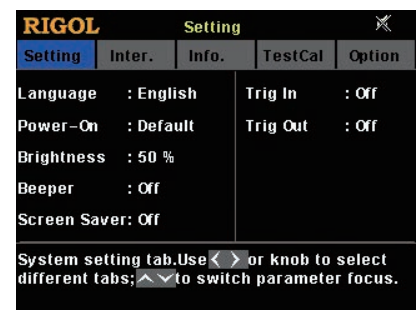 RIGOL Setting
Setting Inter. Info. TestCal Option
Language : English Trig In : Off
Power-On : Default Trig Out : Off
Brightness : 50 %
Beeper : Off
Screen Saver: Off
System setting tab.Use < > or knob to select
different tabs; ∧ ∨ to switch parameter focus.